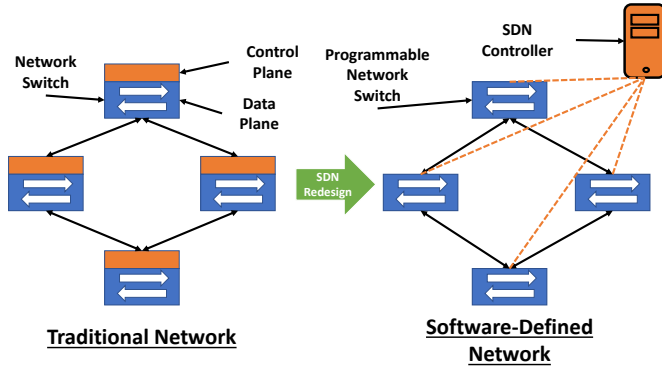 Network
Switch
Control
Plane
Data
Plane
Traditional Network
SDN
Redesign
Programmable
Network
Switch
SDN
Controller
Software-Defined
Network